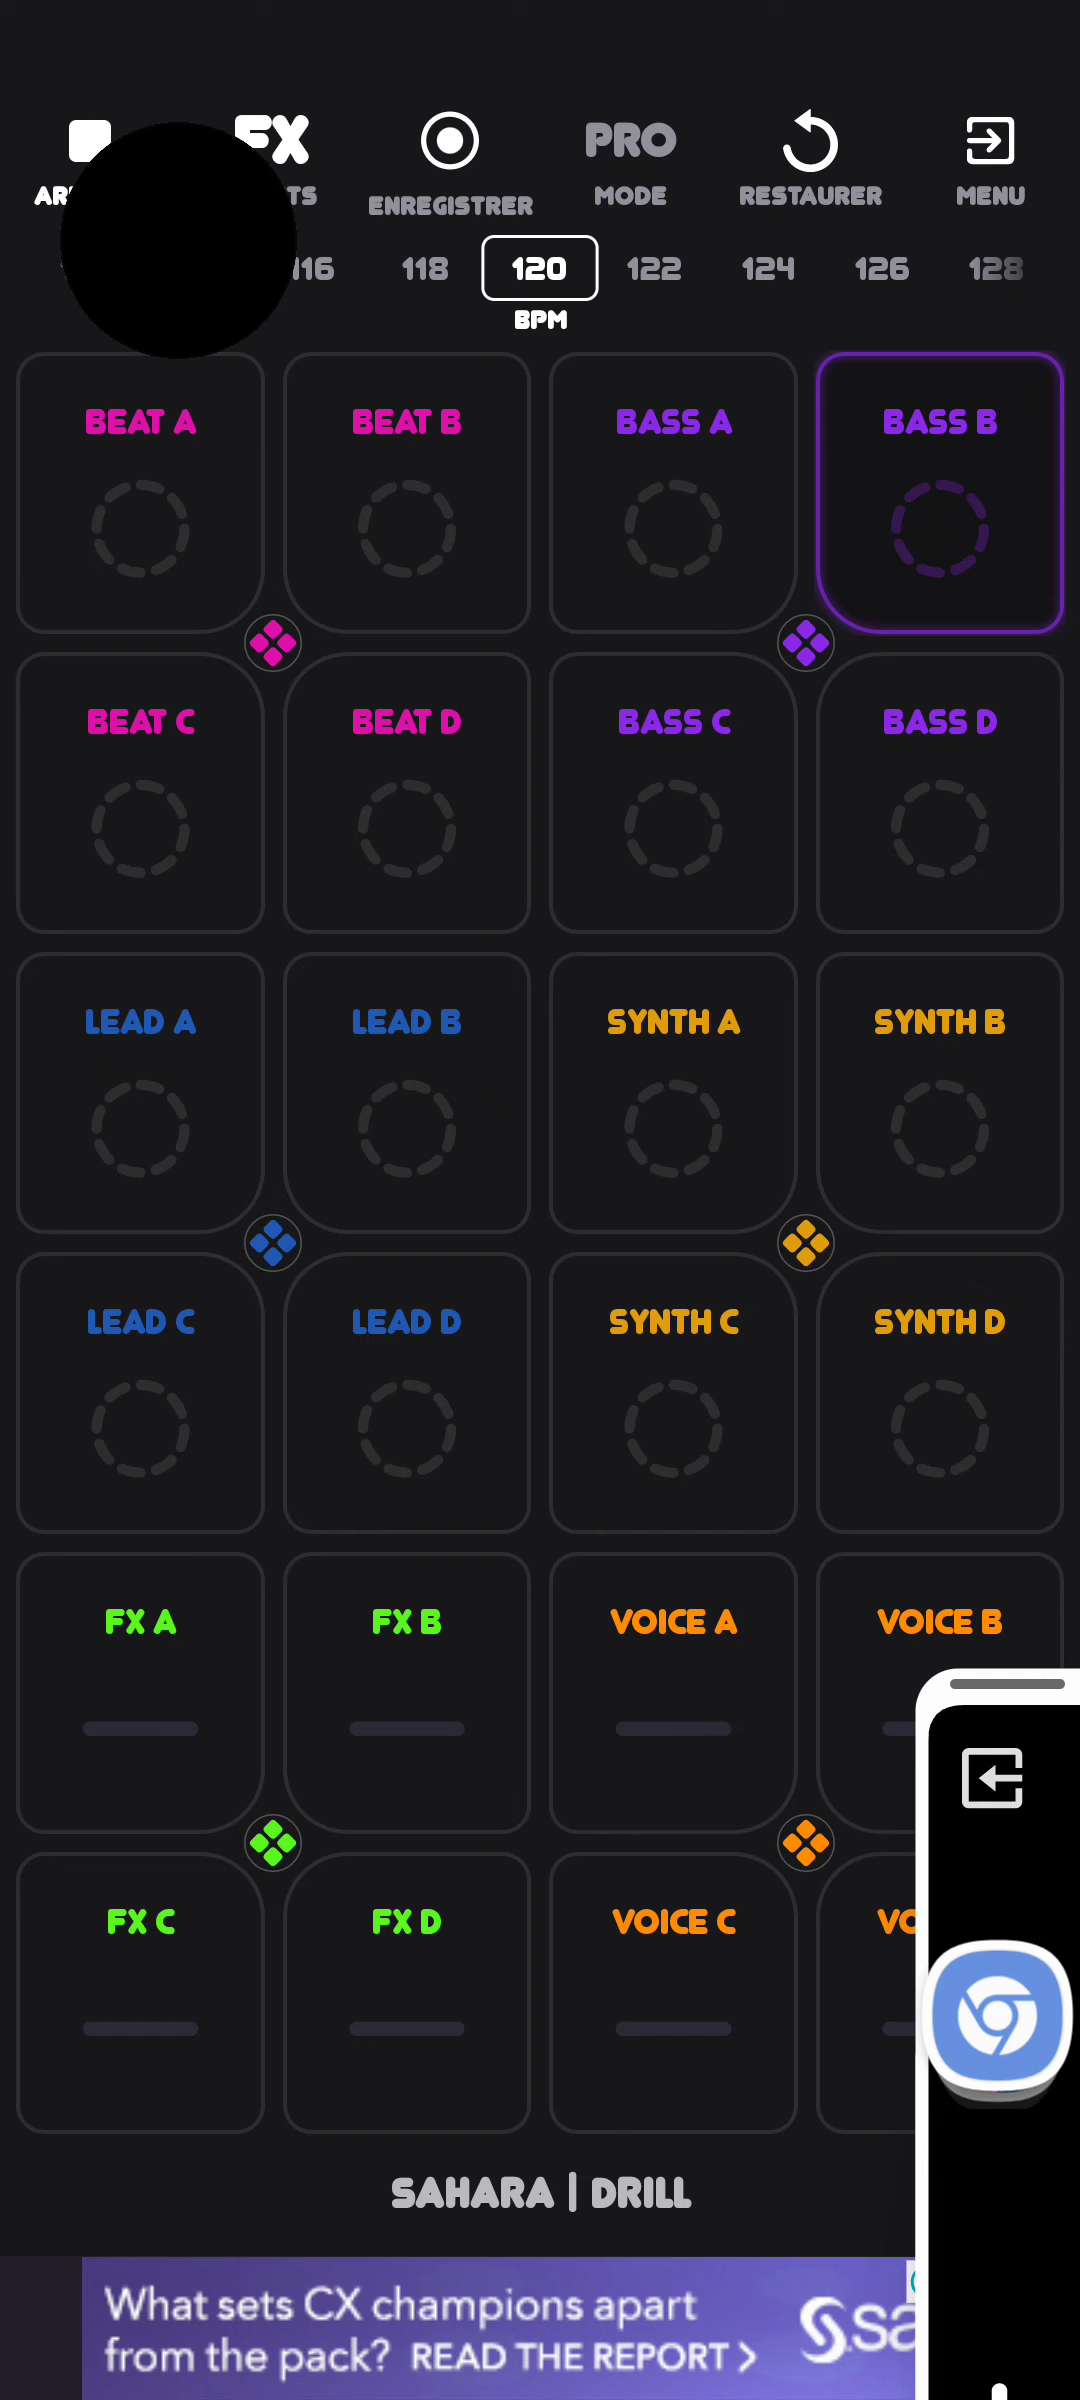 FX
ENREGISTRER
PRO
MODE
RESTAURER
MENU
116 118 120 122 124 126 128
BPM
BEAT A BEAT B BASS A BASS B
BEAT C BEAT D BASS C BASS D
LEAD A LEAD B SYNTH A SYNTH B
LEAD C LEAD D SYNTH C SYNTH D
FX A FX B VOICE A VOICE B
FX C FX D VOICE C
SAHARA | DRILL
What sets CX champions apart
from the pack? READ THE REPORT >